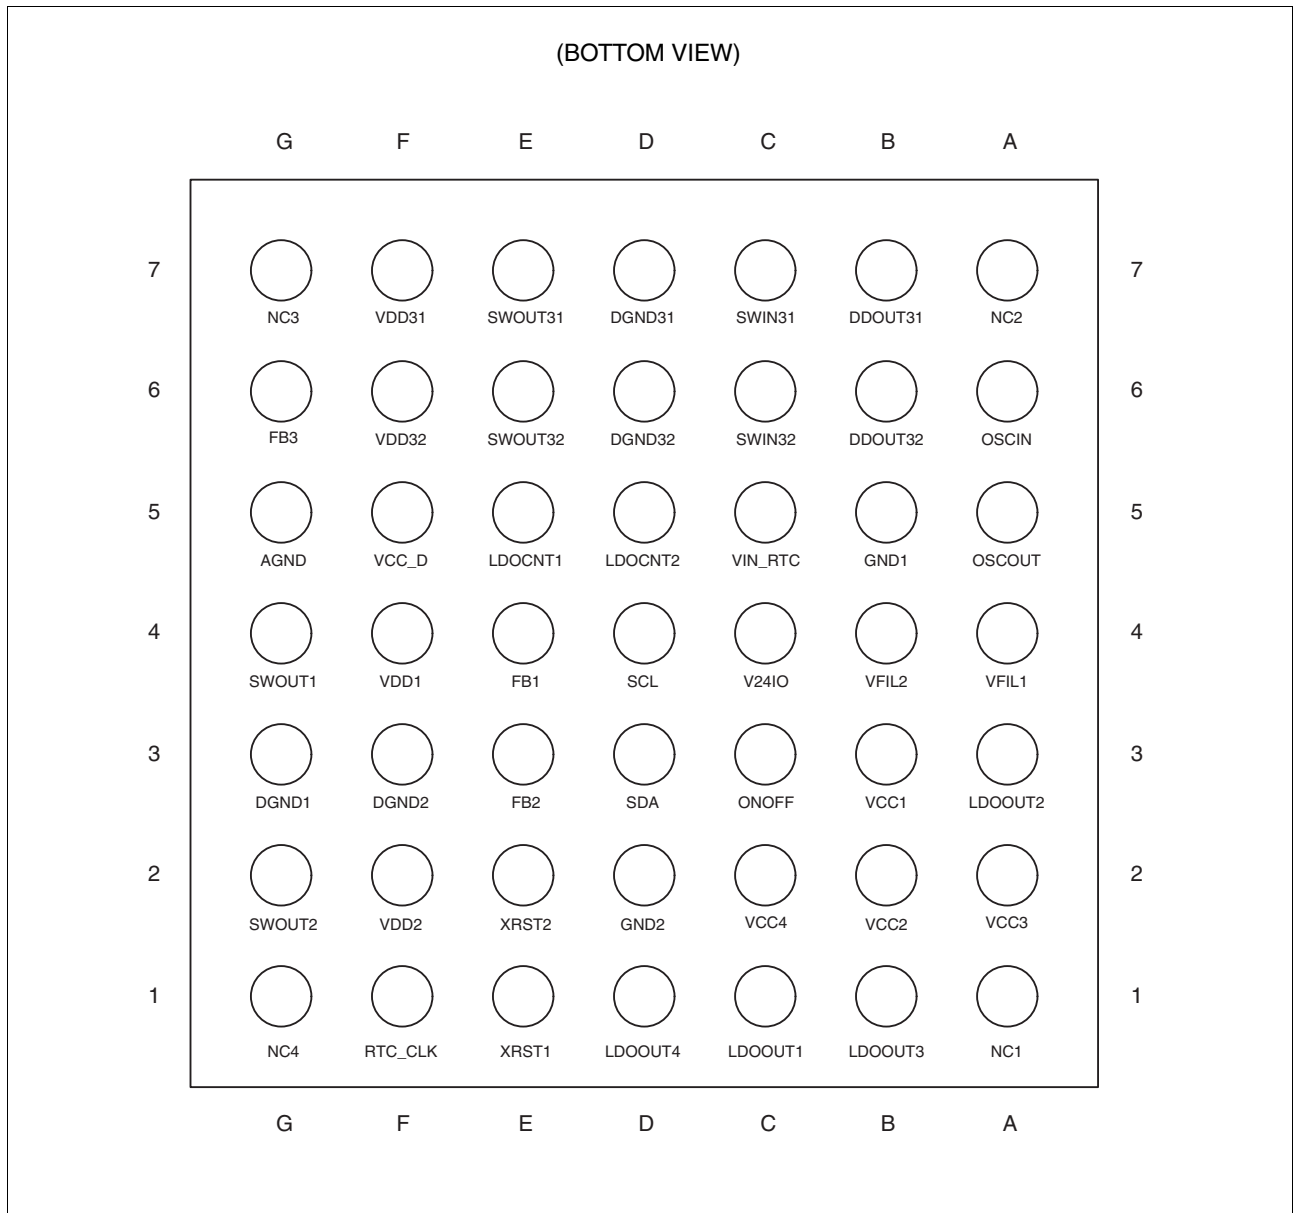 (BOTTOM VIEW)
G F E D C B A
7 7
NC3 VDD31 SWOUT31 DGND31 SWIN31 DDOUT31 NC2
6 6
FB3 VDD32 SWOUT32 DGND32 SWIN32 DDOUT32 OSCIN
5 5
AGND VCC_D LDOCNT1 LDOCNT2 VIN_RTC GND1 OSCOUT
4 4
SWOUT1 VDD1 FB1 SCL V24IO VFIL2 VFIL1
3 3
DGND1 DGND2 FB2 SDA ONOFF VCC1 LDOOUT2
2 2
SWOUT2 VDD2 XRST2 GND2 VCC4 VCC2 VCC3
1 1
NC4 RTC_CLK XRST1 LDOOUT4 LDOOUT1 LDOOUT3 NC1
G F E D C B A